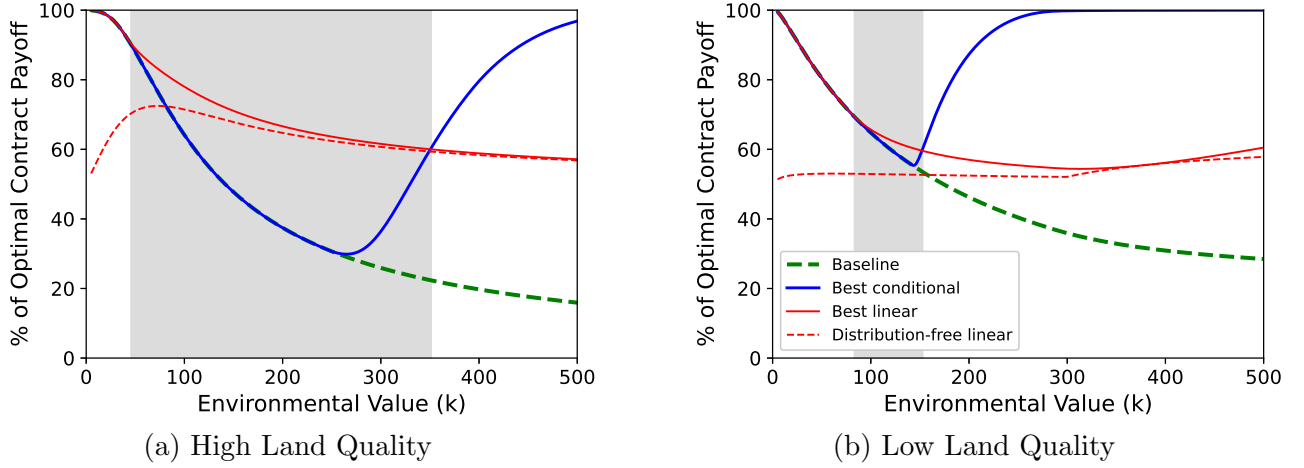 % of Optimal Contract Payoff
100
80
60
40
20
0
0 100 200 300 400 500
Environmental Value (k)
(a) High Land Quality
% of Optimal Contract Payoff
100
80
60
40
20
0
Baseline
Best conditional
Best linear
Distribution-free linear
0 100 200 300 400 500
Environmental Value (k)
(b) Low Land Quality